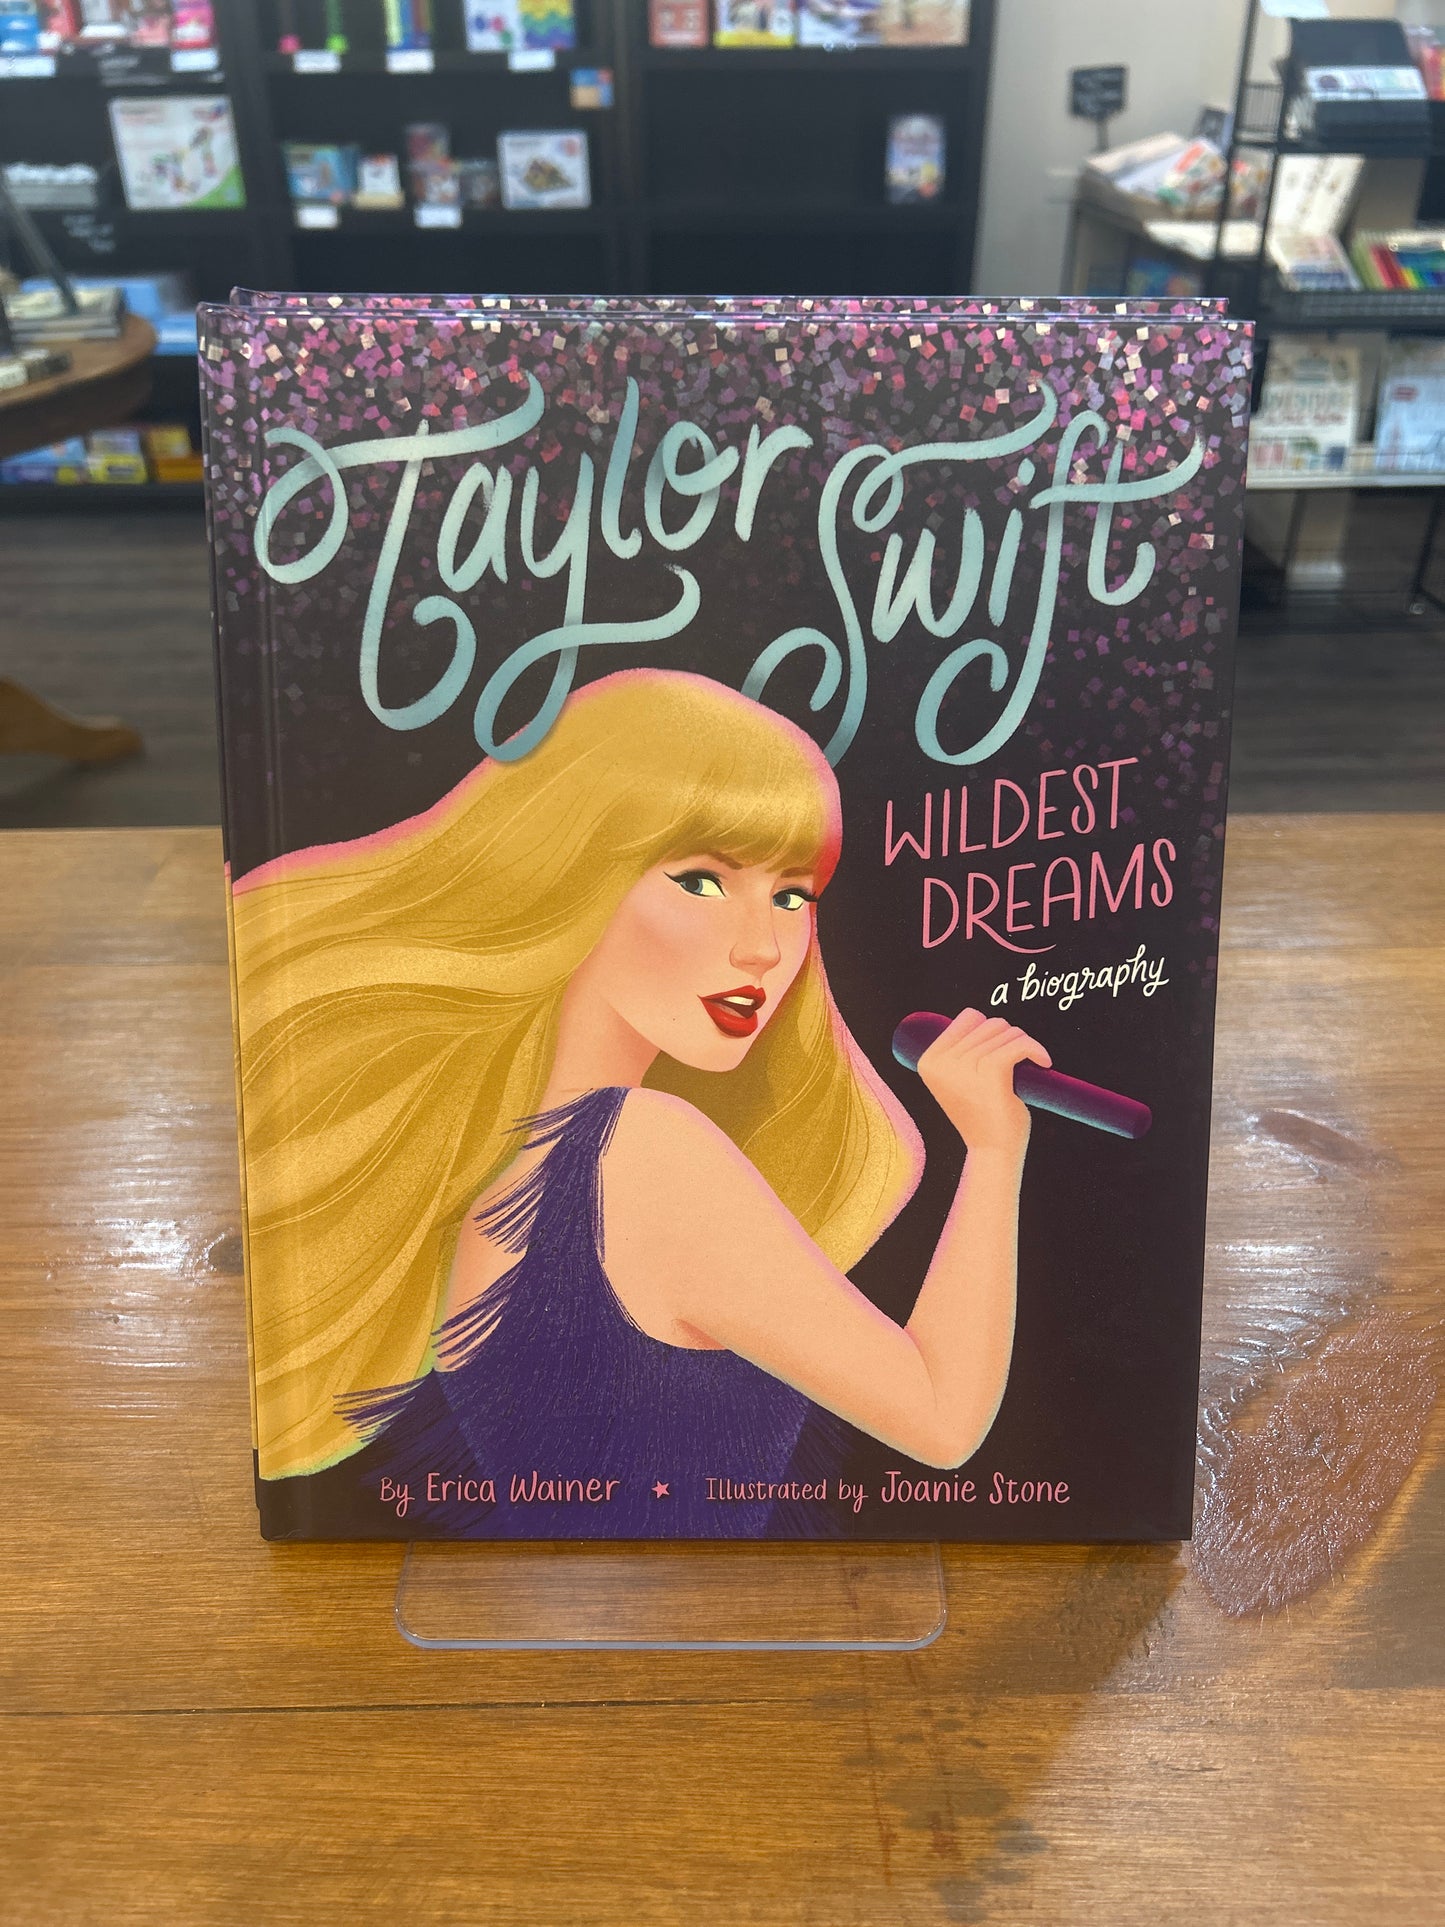 Taylor Swift
WILDEST
DREAMS
a biography
By Erica Wainer ★ Illustrated by Joanie Stone